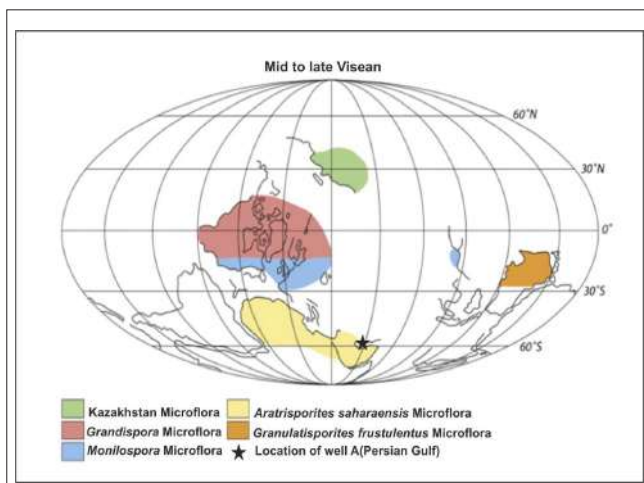 Mid to late Visean
60°N
30°N
0°
30°S
60°S
Kazakhstan Microflora
Aratrisporites saharaensis Microflora
Grandispora Microflora
Granulatisporites frustulentus Microflora
Monilospora Microflora
Location of well A(Persian Gulf)